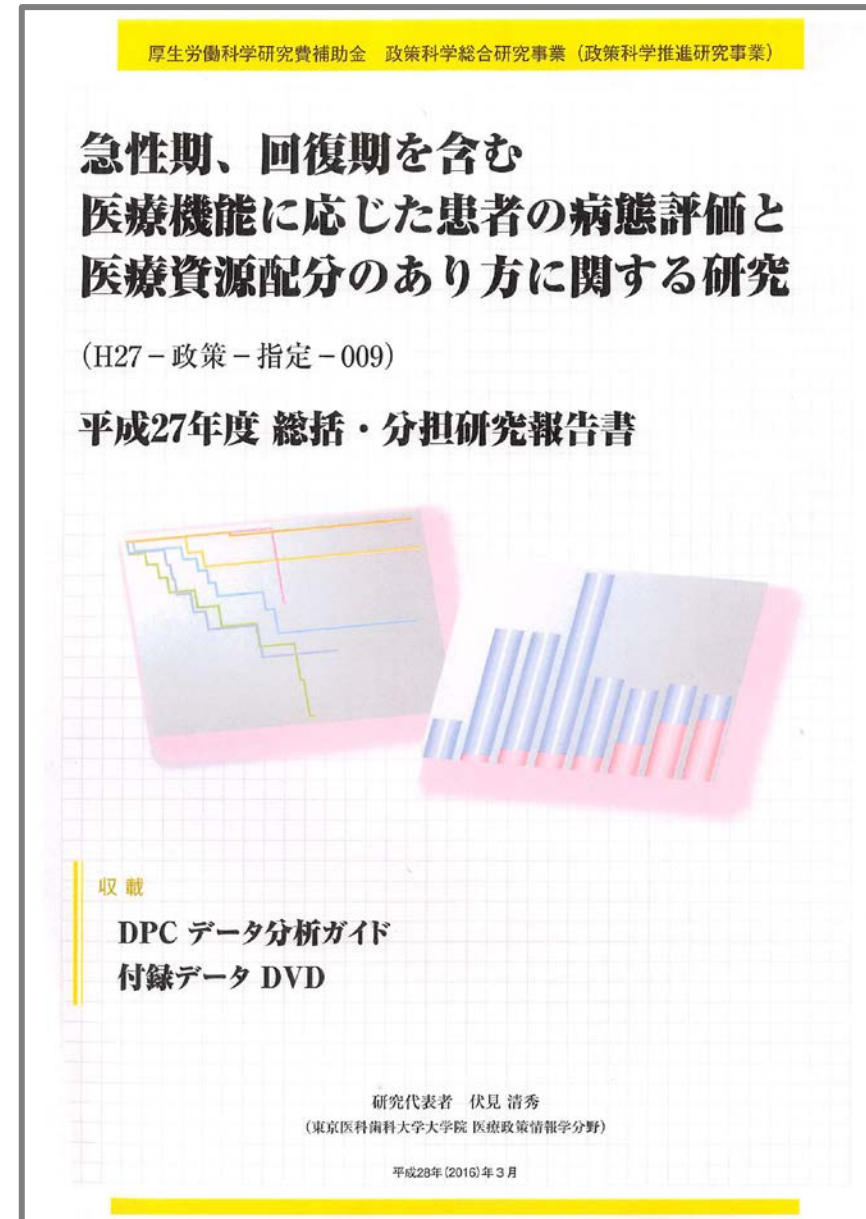 厚生労働科学研究費補助金　政策科学総合研究事業（政策科学推進研究事業）
急性期、回復期を含む
医療機能に応じた患者の病態評価と
医療資源配分のあり方に関する研究
（H27－政策－指定－009）
平成27年度 総括・分担研究報告書
収 載
DPC データ分析ガイド
付録データ DVD
研究代表者　伏見 清秀
（東京医科歯科大学大学院 医療政策情報学分野）
平成28年（2016）年3月